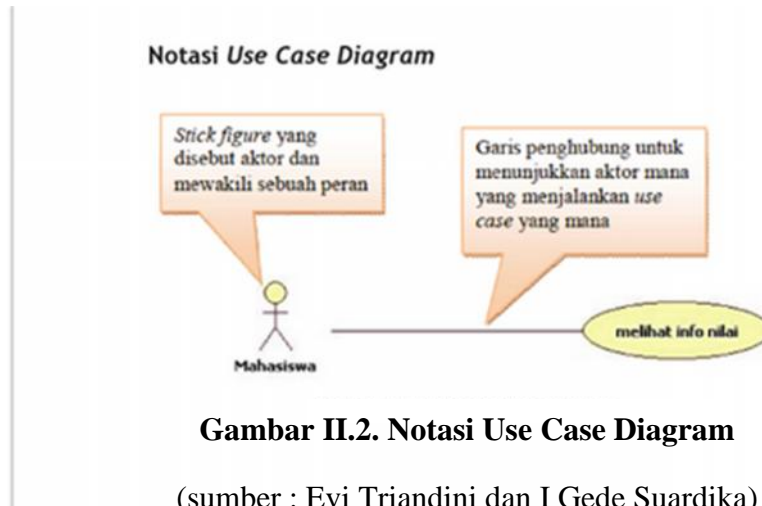 Notasi Use Case Diagram
Stick figure yang
disebut aktor dan
mewakili sebuah peran
Garis penghubung untuk
menunjukkan aktor mana
yang menjalankan use
case yang mana
Mahasiswa
melihat info nilai
Gambar II.2. Notasi Use Case Diagram
(sumber : Evi Triandini dan I Gede Suardika)